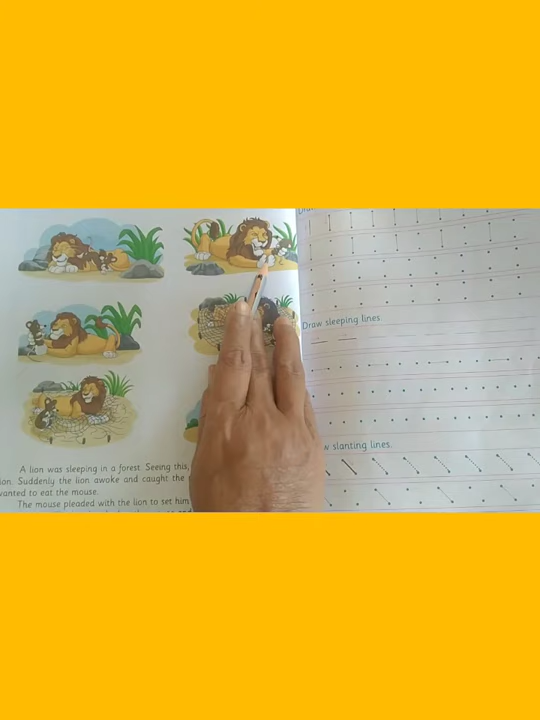 A lion was sleeping in a forest. Seeing this,
ion. Suddenly the lion awoke and caught the
wanted to eat the mouse.
The mouse pleaded with the lion to set him
Draw sleeping lines.
w slanting lines.